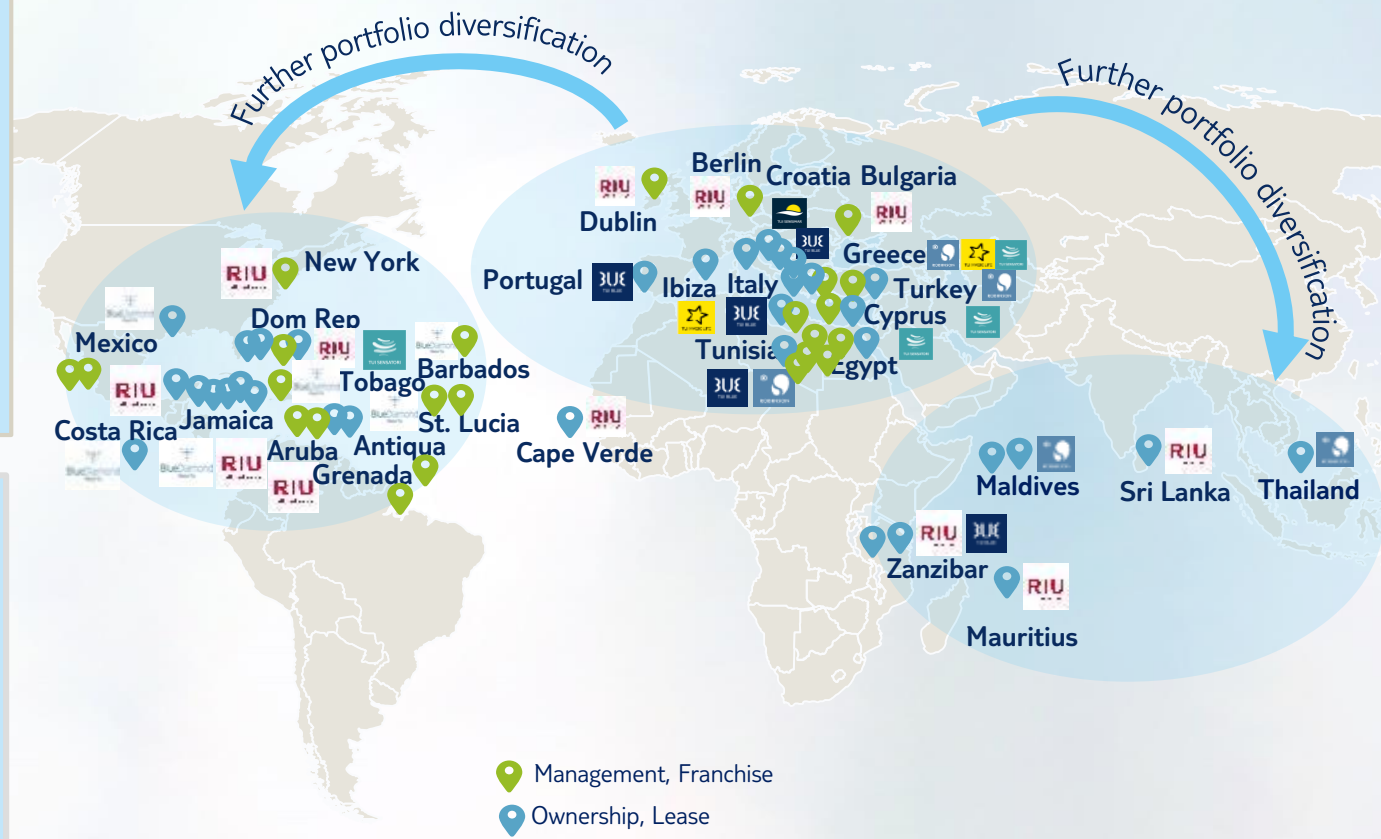 Further portfolio diversification
Further portfolio diversification
Berlin
Croatia
Bulgaria
RIU
RIU
RIU
Dublin
New York
RIU
Greece
Portugal
Ibiza
Italy
Turkey
Cyprus
Tunisia
Egypt
Mexico
Dom Rep
RIU
Tobago
BlueDiamond
Barbados
RIU
Jamaica
BlueDiamond
St. Lucia
Costa Rica
Aruba
Antiqua
BlueDiamond
RIU
RIU
Grenada
Cape Verde
RIU
Maldives
RIU
Sri Lanka
Thailand
RIU
Zanzibar
RIU
Mauritius
Management, Franchise
Ownership, Lease